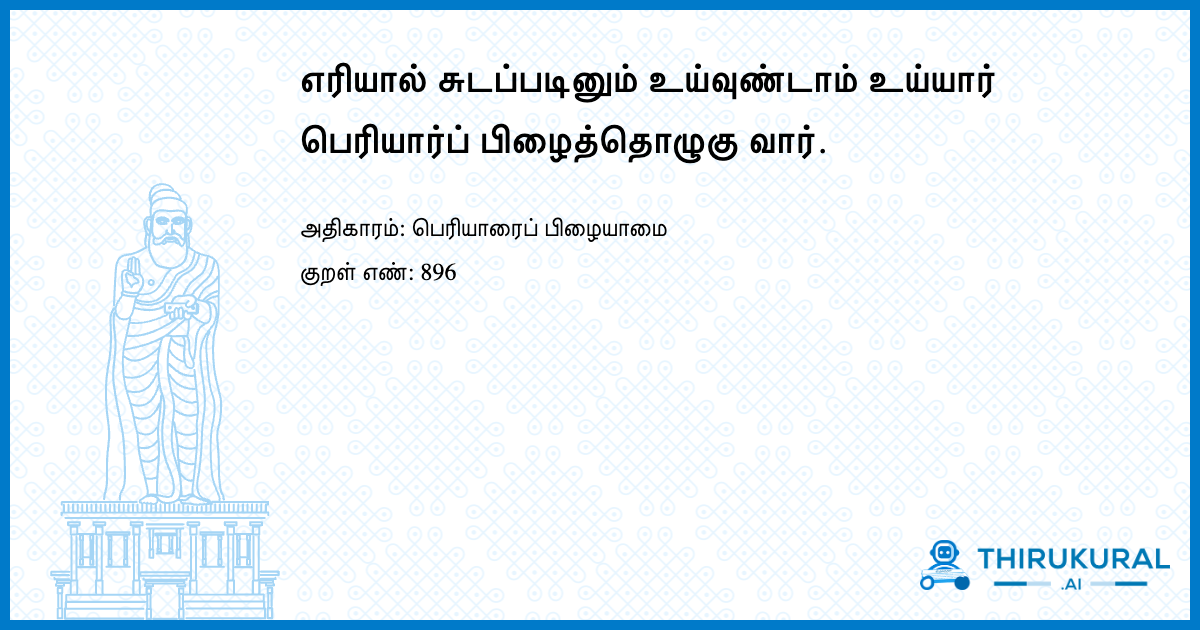 எரியால் சுடப்படினும் உய்வுண்டாம் உய்யார்
பெரியார்ப் பிழைத்தொழுகு வார்.
அதிகாரம்: பெரியாரைப் பிழையாமை
குறள் எண்: 896
THIRUKURAL
.AI